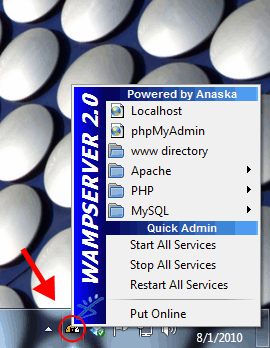 Powered by Anaska
WAMPSERVER 2.0
Localhost
phpMyAdmin
www directory
Apache
PHP
MySQL
Quick Admin
Start All Services
Stop All Services
Restart All Services
Put Online
8/1/2010